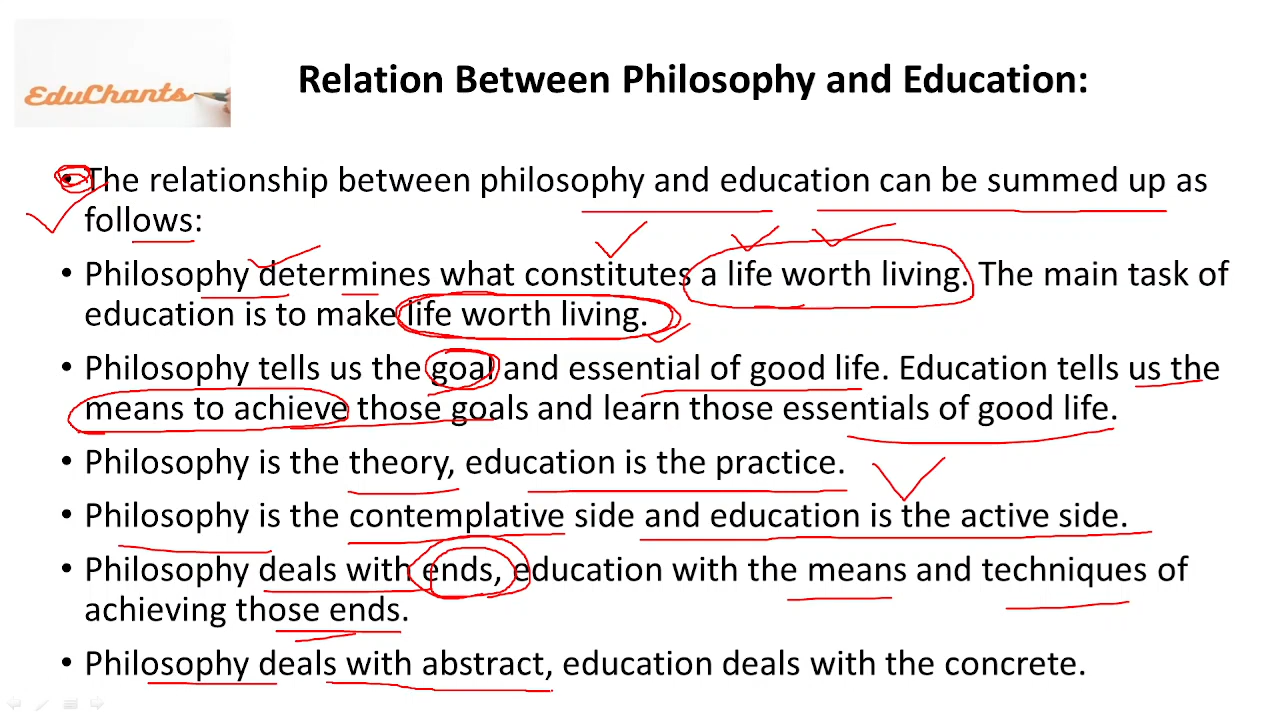 EduChants
Relation Between Philosophy and Education:
• The relationship between philosophy and education can be summed up as
follows:
• Philosophy determines what constitutes a life worth living. The main task of
education is to make life worth living.
• Philosophy tells us the goal and essential of good life. Education tells us the
means to achieve those goals and learn those essentials of good life.
• Philosophy is the theory, education is the practice.
• Philosophy is the contemplative side and education is the active side.
• Philosophy deals with ends, education with the means and techniques of
achieving those ends.
• Philosophy deals with abstract, education deals with the concrete.